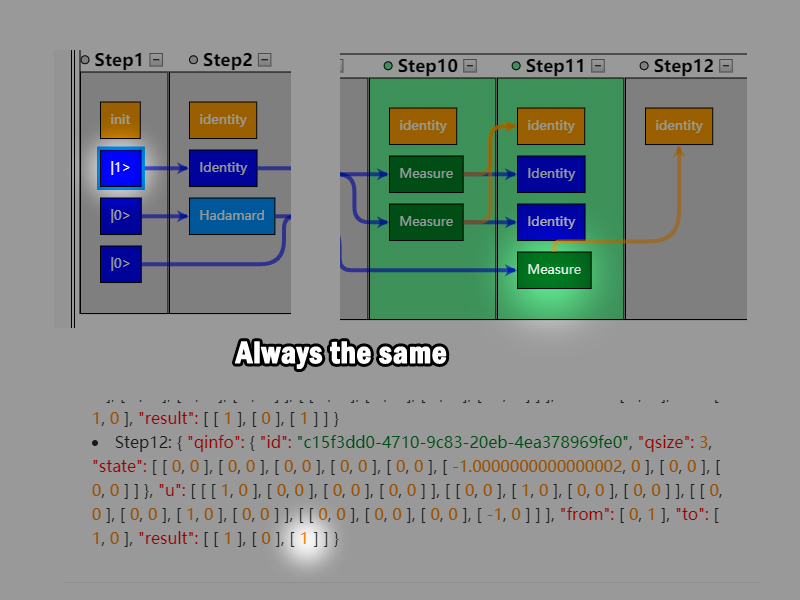 Step1
Step2
Step10
Step11
Step12
init
identity
identity
identity
identity
|1>
Identity
Measure
Identity
|0>
Hadamard
Measure
Identity
|0>
Measure
Always the same
1, 0 ], "result": [ [ 1 ], [ 0 ], [ 1 ] ] }
• Step12: { "qinfo": { "id": "c15f3dd0-4710-9c83-20eb-4ea378969fe0", "qsize": 3,
"state": [ [ 0, 0 ], [ 0, 0 ], [ 0, 0 ], [ 0, 0 ], [ 0, 0 ], [ -1.0000000000000002, 0 ], [ 0, 0 ], [
0, 0 ] ] }, "u": [ [ [ 1, 0 ], [ 0, 0 ], [ 0, 0 ], [ 0, 0 ] ], [ [ 0, 0 ], [ 1, 0 ], [ 0, 0 ], [ 0, 0 ] ], [ [ 0,
0 ], [ 0, 0 ], [ 1, 0 ], [ 0, 0 ] ], [ [ 0, 0 ], [ 0, 0 ], [ 0, 0 ], [ -1, 0 ] ] ], "from": [ 0, 1 ], "to": [
1, 0 ], "result": [ [ 1 ], [ 0 ], [ 1 ] ] }